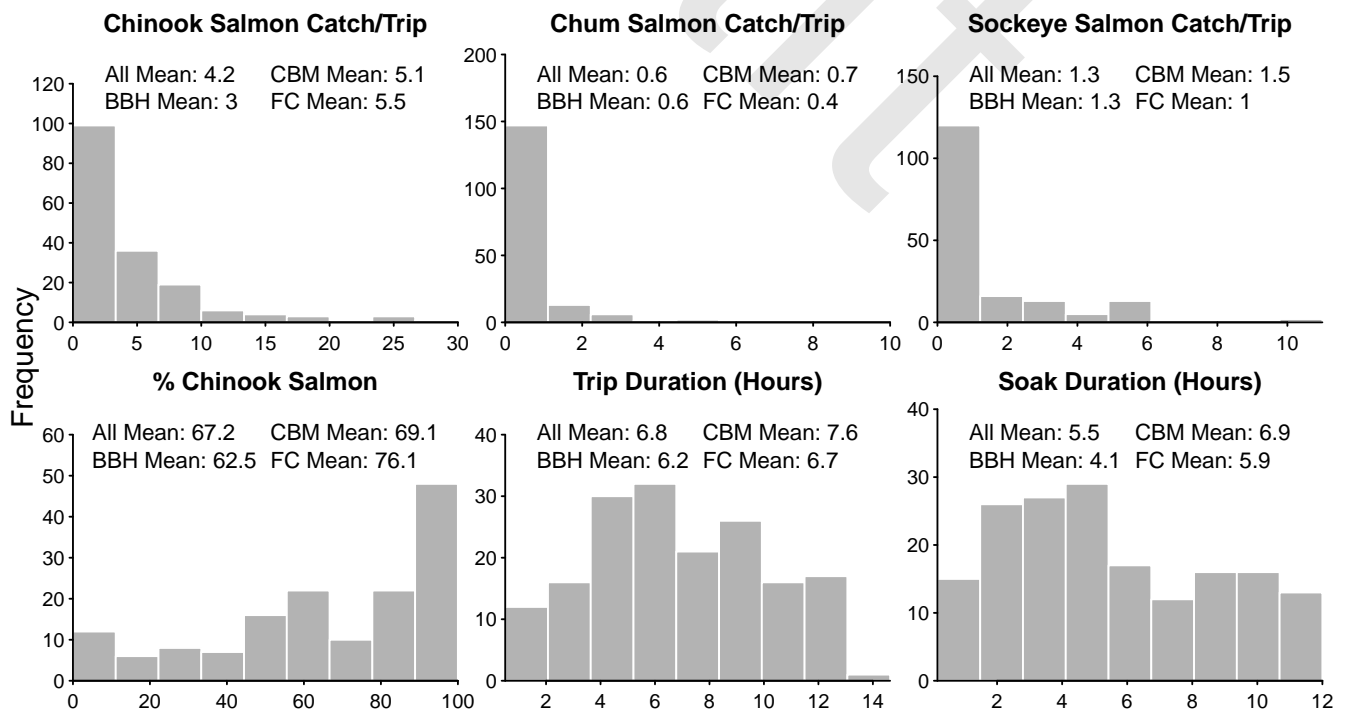 Chinook Salmon Catch/Trip
All Mean: 4.2 CBM Mean: 5.1
BBH Mean: 3 FC Mean: 5.5
120
100
80
60
40
20
0
0 5 10 15 20 25 30
Chum Salmon Catch/Trip
All Mean: 0.6 CBM Mean: 0.7
BBH Mean: 0.6 FC Mean: 0.4
200
150
100
50
0
0 2 4 6 8 10
Sockeye Salmon Catch/Trip
All Mean: 1.3 CBM Mean: 1.5
BBH Mean: 1.3 FC Mean: 1
150
100
50
0
0 2 4 6 8 10
Frequency
% Chinook Salmon
All Mean: 67.2 CBM Mean: 69.1
BBH Mean: 62.5 FC Mean: 76.1
60
50
40
30
20
10
0
0 20 40 60 80 100
Trip Duration (Hours)
All Mean: 6.8 CBM Mean: 7.6
BBH Mean: 6.2 FC Mean: 6.7
40
30
20
10
0
2 4 6 8 10 12 14
Soak Duration (Hours)
All Mean: 5.5 CBM Mean: 6.9
BBH Mean: 4.1 FC Mean: 5.9
40
30
20
10
0
2 4 6 8 10 12